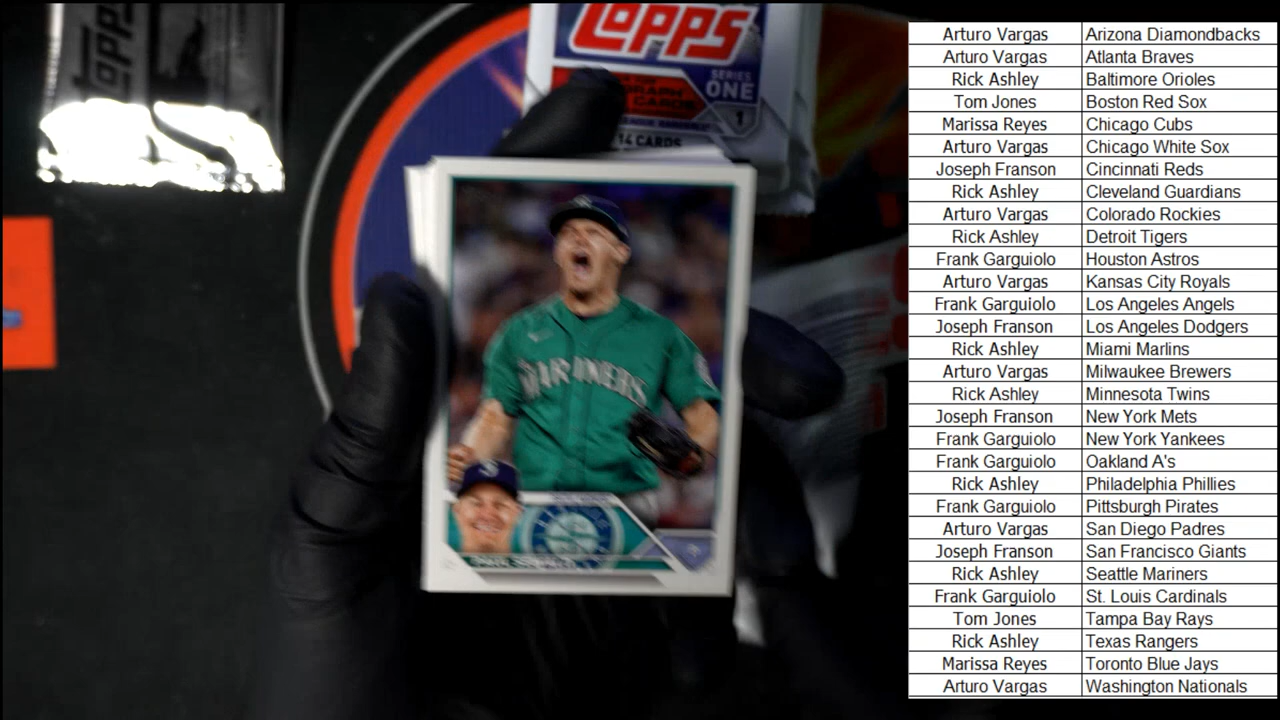 TOPPS
TOPPS
SERIES
ONE
1
14 CARDS
MARINERS
Arturo Vargas Arizona Diamondbacks
Arturo Vargas Atlanta Braves
Rick Ashley Baltimore Orioles
Tom Jones Boston Red Sox
Marissa Reyes Chicago Cubs
Arturo Vargas Chicago White Sox
Joseph Franson Cincinnati Reds
Rick Ashley Cleveland Guardians
Arturo Vargas Colorado Rockies
Rick Ashley Detroit Tigers
Frank Garguiolo Houston Astros
Arturo Vargas Kansas City Royals
Frank Garguiolo Los Angeles Angels
Joseph Franson Los Angeles Dodgers
Rick Ashley Miami Marlins
Arturo Vargas Milwaukee Brewers
Rick Ashley Minnesota Twins
Joseph Franson New York Mets
Frank Garguiolo New York Yankees
Frank Garguiolo Oakland A's
Rick Ashley Philadelphia Phillies
Frank Garguiolo Pittsburgh Pirates
Arturo Vargas San Diego Padres
Joseph Franson San Francisco Giants
Rick Ashley Seattle Mariners
Frank Garguiolo St. Louis Cardinals
Tom Jones Tampa Bay Rays
Rick Ashley Texas Rangers
Marissa Reyes Toronto Blue Jays
Arturo Vargas Washington Nationals